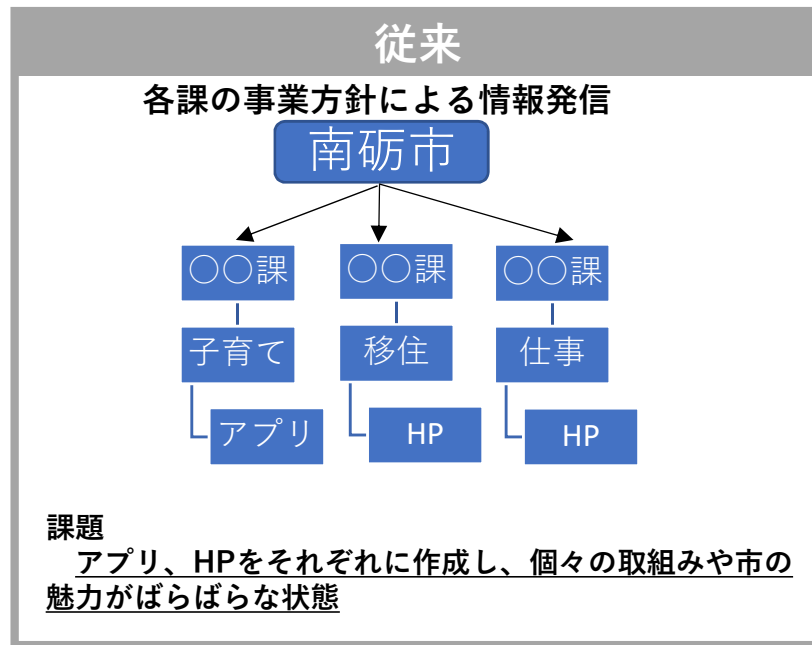 従来
各課の事業方針による情報発信
南砺市
〇〇課
〇〇課
〇〇課
子育て
移住
仕事
アプリ
HP
HP
課題
アプリ、HPをそれぞれに作成し、個々の取組みや市の
魅力がばらばらな状態